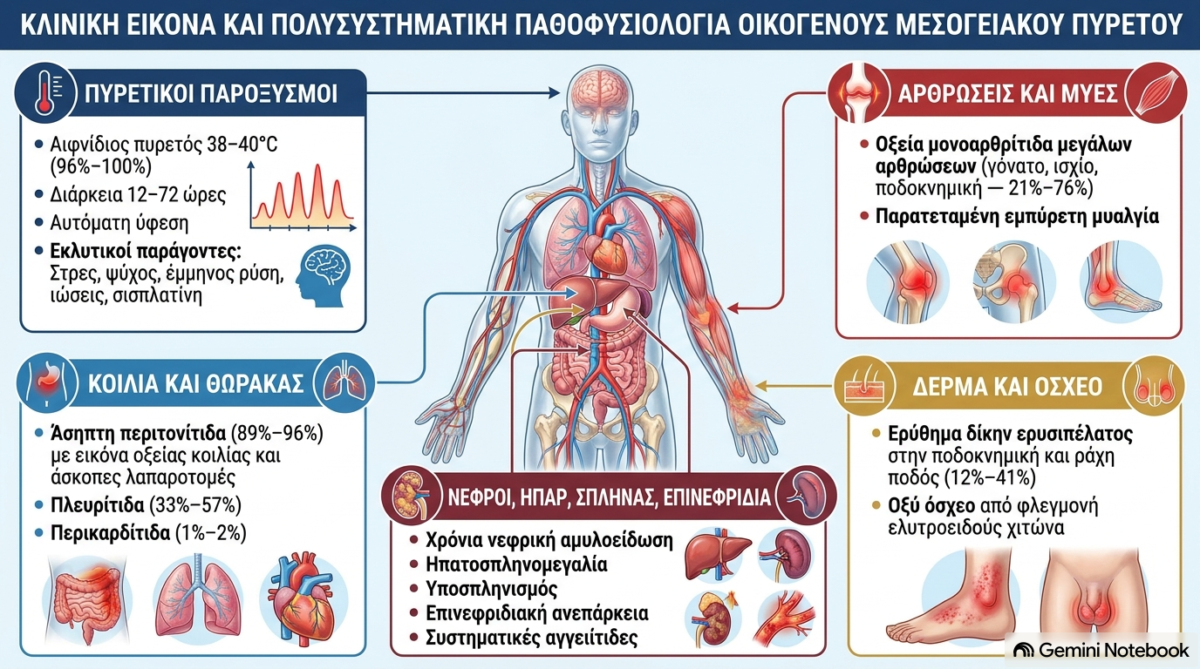 ΚΛΙΝΙΚΗ ΕΙΚΟΝΑ ΚΑΙ ΠΟΛΥΣΥΣΤΗΜΑΤΙΚΗ ΠΑΘΟΦΥΣΙΟΛΟΓΙΑ ΟΙΚΟΓΕΝΟΥΣ ΜΕΣΟΓΕΙΑΚΟΥ ΠΥΡΕΤΟΥ
ΠΥΡΕΤΙΚΟΙ ΠΑΡΟΞΥΣΜΟΙ
• Αιφνίδιος πυρετός 38–40°C
(96%–100%)
• Διάρκεια 12–72 ώρες
• Αυτόματη ύφεση
• Εκλυτικοί παράγοντες:
Στρες, ψύχος, έμμηνος ρύση,
ιώσεις, σισπλατίνη
ΑΡΘΡΩΣΕΙΣ ΚΑΙ ΜΥΕΣ
• Οξεία μονοαρθρίτιδα μεγάλων
αρθρώσεων (γόνατο, ισχίο,
ποδοκνημική — 21%–76%)
• Παρατεταμένη εμπύρετη μυαλγία
ΚΟΙΛΙΑ ΚΑΙ ΘΩΡΑΚΑΣ
• Άσηπτη περιτονίτιδα (89%–96%)
με εικόνα οξείας κοιλίας και
άσκοπες λαπαροτομές
• Πλευρίτιδα (33%–57%)
• Περικαρδίτιδα (1%–2%)
ΝΕΦΡΟΙ, ΗΠΑΡ, ΣΠΛΗΝΑΣ, ΕΠΙΝΕΦΡΙΔΙΑ
• Χρόνια νεφρική αμυλοείδωση
• Ηπατοσπληνομεγαλία
• Υποσπληνισμός
• Επινεφριδιακή ανεπάρκεια
• Συστηματικές αγγειίτιδες
ΔΕΡΜΑ ΚΑΙ ΟΣΧΕΟ
• Ερύθημα δίκην ερυσιπέλατος
στην ποδοκνημική και ράχη
ποδός (12%–41%)
• Οξύ όσχεο από φλεγμονή
ελυτροειδούς χιτώνα
Gemini Notebook